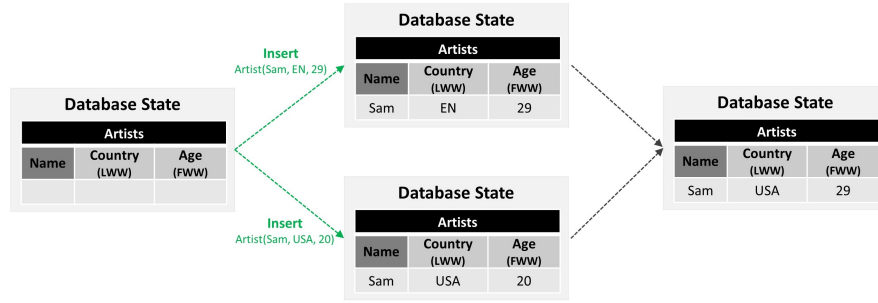 Database State
Artists
Name Country (LWW) Age (FWW)
Insert
Artist(Sam, EN, 29)
Database State
Artists
Name Country (LWW) Age (FWW)
Sam EN 29
Insert
Artist(Sam, USA, 20)
Database State
Artists
Name Country (LWW) Age (FWW)
Sam USA 20
Database State
Artists
Name Country (LWW) Age (FWW)
Sam USA 29